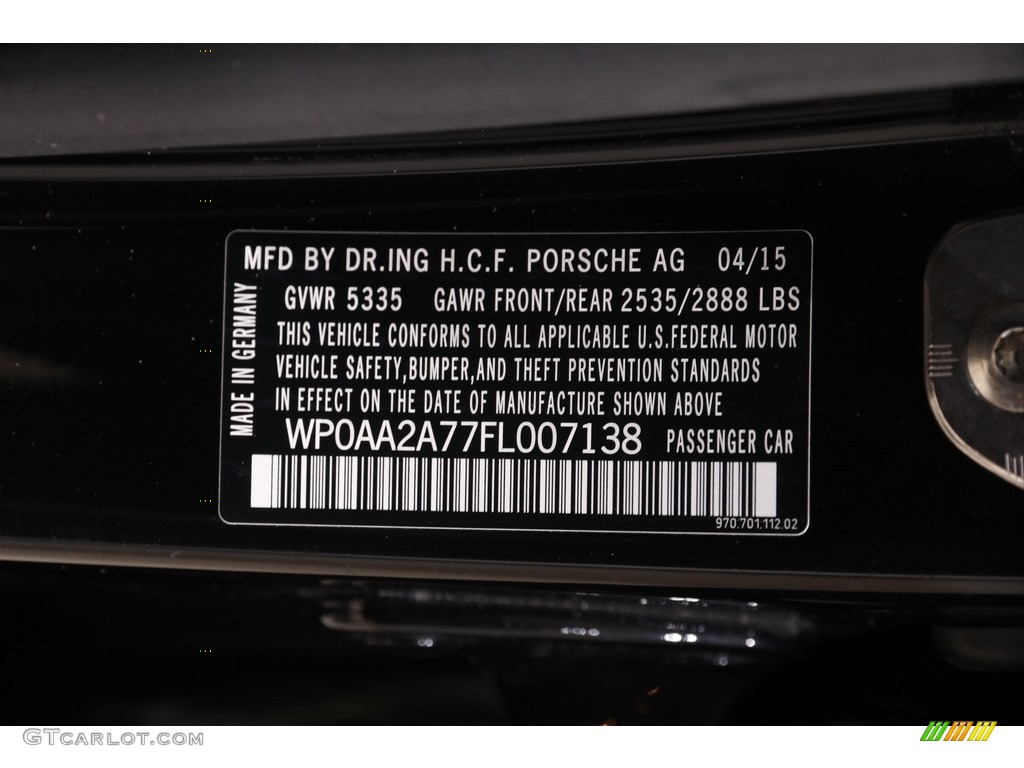 MFD BY DR.ING H.C.F. PORSCHE AG 04/15
GVWR 5335 GAWR FRONT/REAR 2535/2888 LBS
THIS VEHICLE CONFORMS TO ALL APPLICABLE U.S.FEDERAL MOTOR
VEHICLE SAFETY,BUMPER,AND THEFT PREVENTION STANDARDS
IN EFFECT ON THE DATE OF MANUFACTURE SHOWN ABOVE
WP0AA2A77FL007138 PASSENGER CAR
970.701.112.02
MADE IN GERMANY
GTCarlot.com